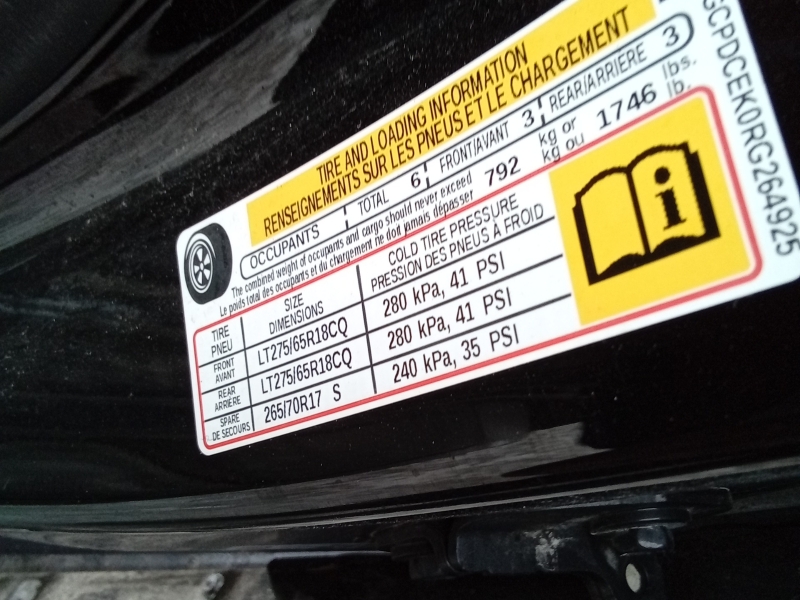 TIRE AND LOADING INFORMATION
RENSEIGNEMENTS SUR LES PNEUS ET LE CHARGEMENT
OCCUPANTS TOTAL 6 FRONT/AVANT 3 REAR/ARRIÈRE 3
The combined weight of occupants and cargo should never exceed 792 kg or 1746 lbs.
Le poids total des occupants et du chargement ne doit jamais dépasser kg ou lb.
TIRE SIZE COLD TIRE PRESSURE
PNEU DIMENSIONS PRESSION DES PNEUS À FROID
FRONT
AVANT LT275/65R18CQ 280 kPa, 41 PSI
REAR
ARRIÈRE LT275/65R18CQ 280 kPa, 41 PSI
SPARE
DE SECOURS 265/70R17 S 240 kPa, 35 PSI
i
GCPDCEK0RG264925